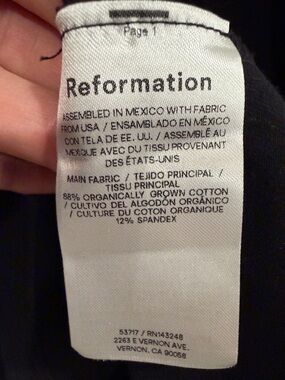 Page 1
Reformation
ASSEMBLED IN MEXICO WITH FABRIC
FROM USA / ENSAMBLADO EN MÉXICO
CON TELA DE EE. UU. / ASSEMBLÉ AU
MEXIQUE AVEC DU TISSU PROVENANT
DES ÉTATS-UNIS
MAIN FABRIC / TEJIDO PRINCIPAL /
TISSU PRINCIPAL
88% ORGANICALLY GROWN COTTON
/ CULTIVO DEL ALGODÓN ORGÁNICO
/ CULTURE DU COTON ORGANIQUE
12% SPANDEX
53717 / RN143248
2263 E VERNON AVE.
VERNON, CA 90058